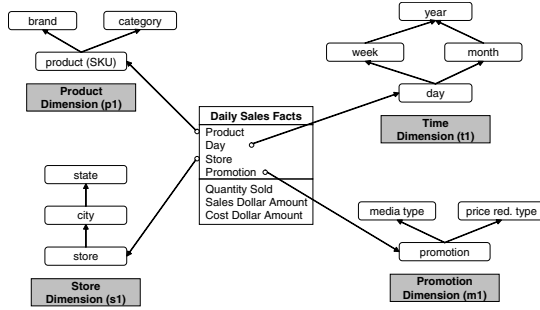 brand
category
product (SKU)
Product
Dimension (p1)
year
week
month
day
Time
Dimension (t1)
Daily Sales Facts
Product
Day
Store
Promotion
Quantity Sold
Sales Dollar Amount
Cost Dollar Amount
state
city
store
Store
Dimension (s1)
media type
price red. type
promotion
Promotion
Dimension (m1)